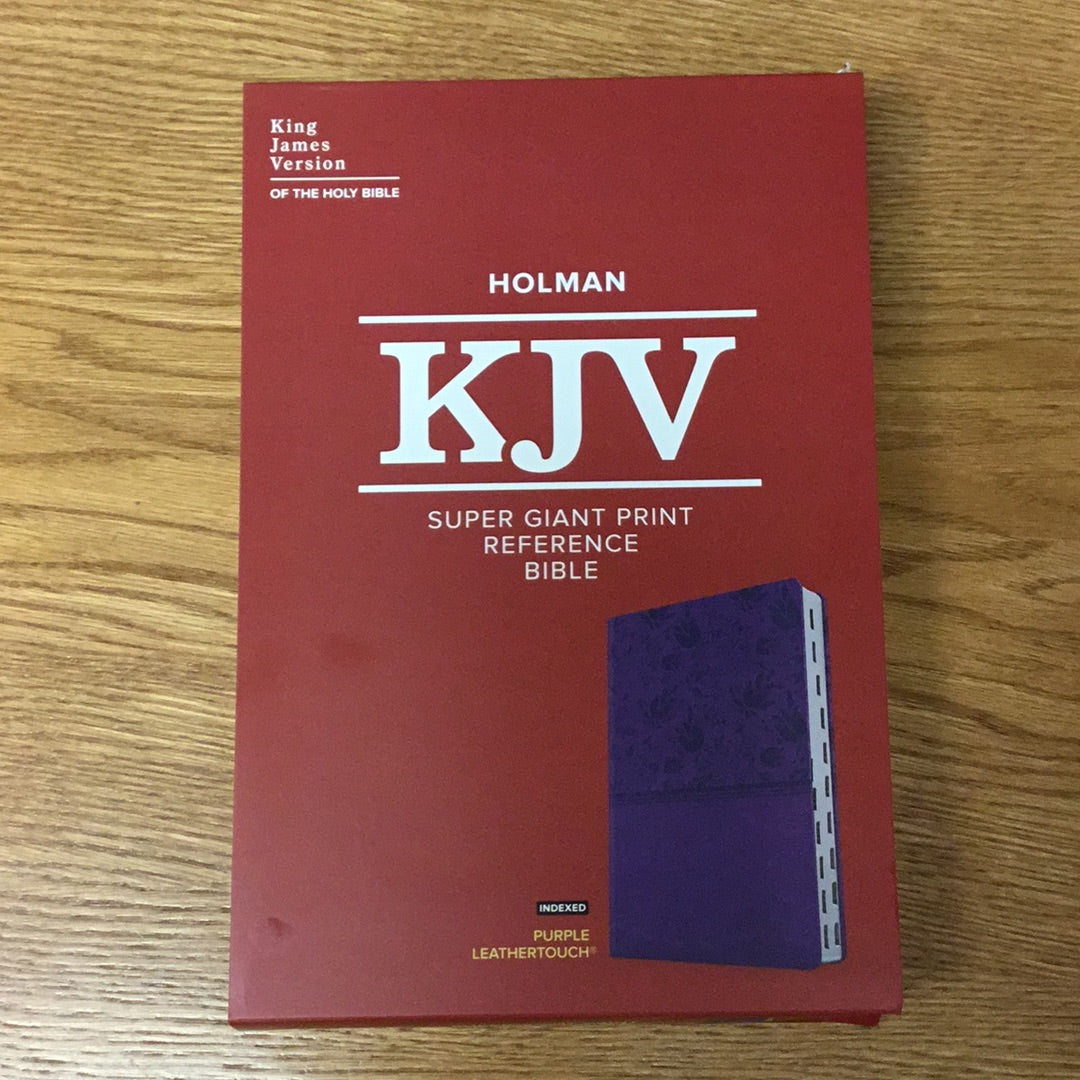 King
James
Version
OF THE HOLY BIBLE
HOLMAN
KJV
SUPER GIANT PRINT
REFERENCE
BIBLE
INDEXED
PURPLE
LEATHERTOUCH®